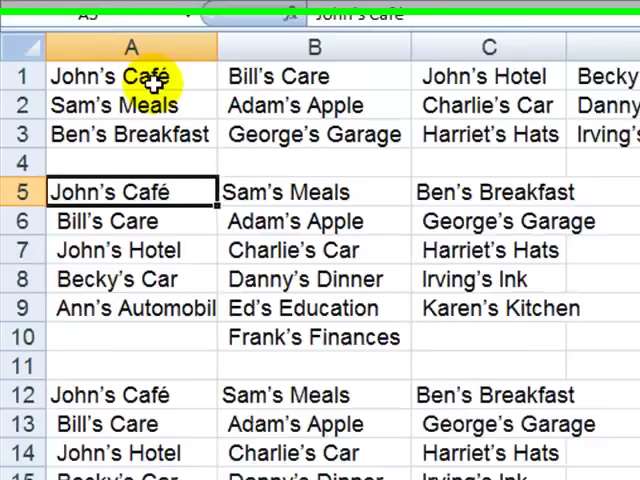 A5 John's Café
A B C
1 John's Café Bill's Care John's Hotel Becky
2 Sam's Meals Adam's Apple Charlie's Car Danny
3 Ben's Breakfast George's Garage Harriet's Hats Irving's
4
5 John's Café Sam's Meals Ben's Breakfast
6 Bill's Care Adam's Apple George's Garage
7 John's Hotel Charlie's Car Harriet's Hats
8 Becky's Car Danny's Dinner Irving's Ink
9 Ann's Automobil Ed's Education Karen's Kitchen
10 Frank's Finances
11
12 John's Café Sam's Meals Ben's Breakfast
13 Bill's Care Adam's Apple George's Garage
14 John's Hotel Charlie's Car Harriet's Hats
15 Becky's Car Danny's Dinner Irving's Ink